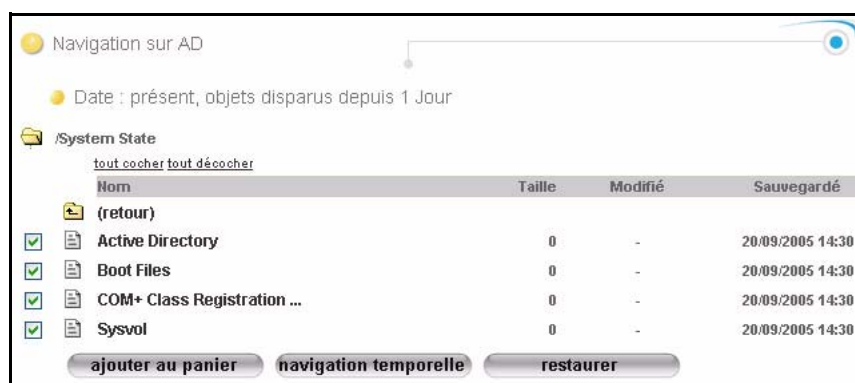 Navigation sur AD
Date : présent, objets disparus depuis 1 Jour
/System State
tout cocher tout décocher
Nom Taille Modifié Sauvegardé
(retour)
Active Directory 0 - 20/09/2005 14:30
Boot Files 0 - 20/09/2005 14:30
COM+ Class Registration ... 0 - 20/09/2005 14:30
Sysvol 0 - 20/09/2005 14:30
ajouter au panier navigation temporelle restaurer